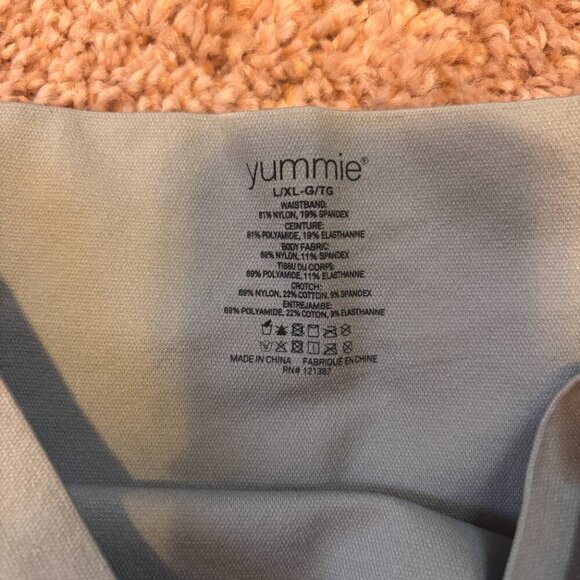 yummie®
L/XL-G/TG
WAISTBAND:
81% NYLON, 19% SPANDEX
CEINTURE:
81% POLYAMIDE, 19% ELASTHANNE
BODY FABRIC:
89% NYLON, 11% SPANDEX
TISSU DU CORPS:
89% POLYAMIDE, 11% ELASTHANNE
CROTCH:
69% NYLON, 22% COTTON, 9% SPANDEX
ENTREJAMBE:
69% POLYAMIDE, 22% COTON, 9% ELASTHANNE
MADE IN CHINA FABRIQUÉ EN CHINE
RN# 121387